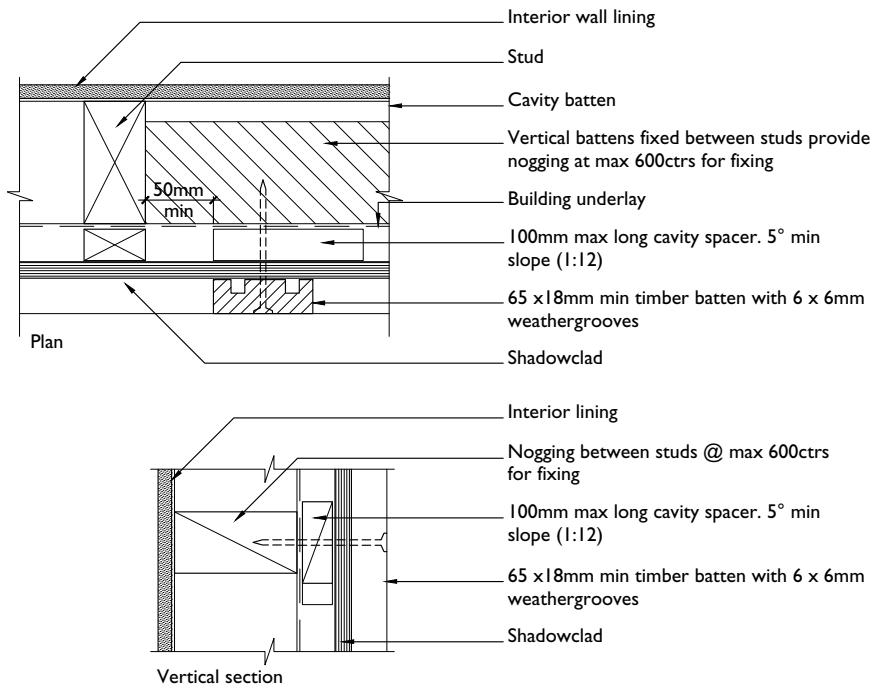 Interior wall lining
Stud
Cavity batten
Vertical battens fixed between studs provide
nogging at max 600ctrs for fixing
50mm
min
Building underlay
100mm max long cavity spacer. 5° min
slope (1:12)
65 x18mm min timber batten with 6 x 6mm
weathergrooves
Plan
Shadowclad
Interior lining
Nogging between studs @ max 600ctrs
for fixing
100mm max long cavity spacer. 5° min
slope (1:12)
65 x18mm min timber batten with 6 x 6mm
weathergrooves
Shadowclad
Vertical section